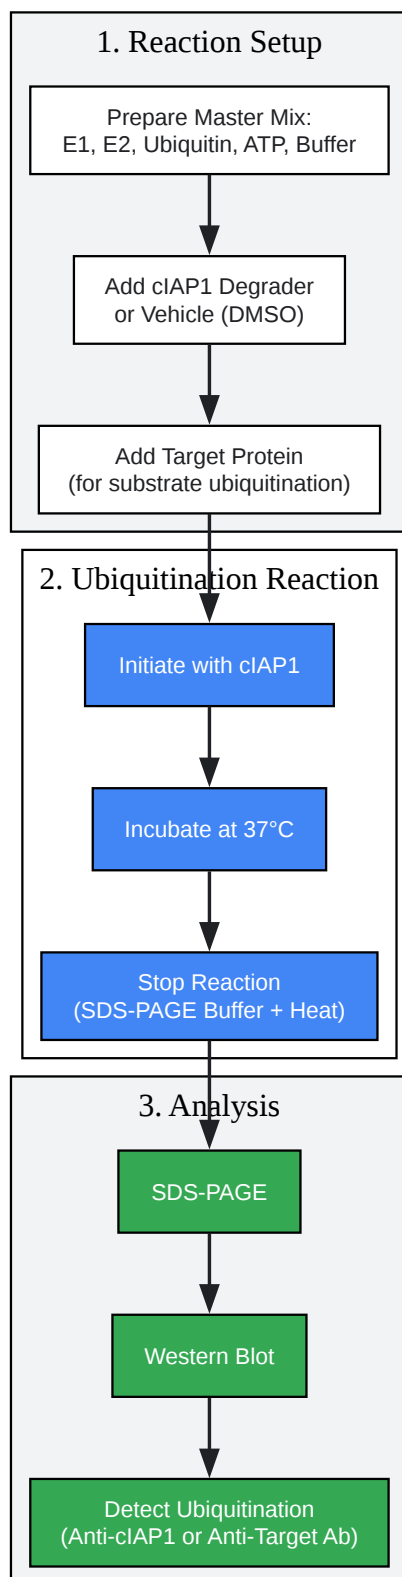 1. Reaction Setup
Prepare Master Mix:
E1, E2, Ubiquitin, ATP, Buffer
Add cIAP1 Degrader
or Vehicle (DMSO)
Add Target Protein
(for substrate ubiquitination)
2. Ubiquitination Reaction
Initiate with cIAP1
Incubate at 37°C
Stop Reaction
(SDS-PAGE Buffer + Heat)
3. Analysis
SDS-PAGE
Western Blot
Detect Ubiquitination
(Anti-cIAP1 or Anti-Target Ab)